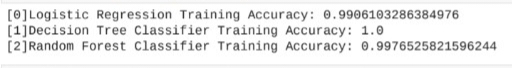 [0]Logistic Regression Training Accuracy: 0.9906103286384976
[1]Decision Tree Classifier Training Accuracy: 1.0
[2]Random Forest Classifier Training Accuracy: 0.9976525821596244